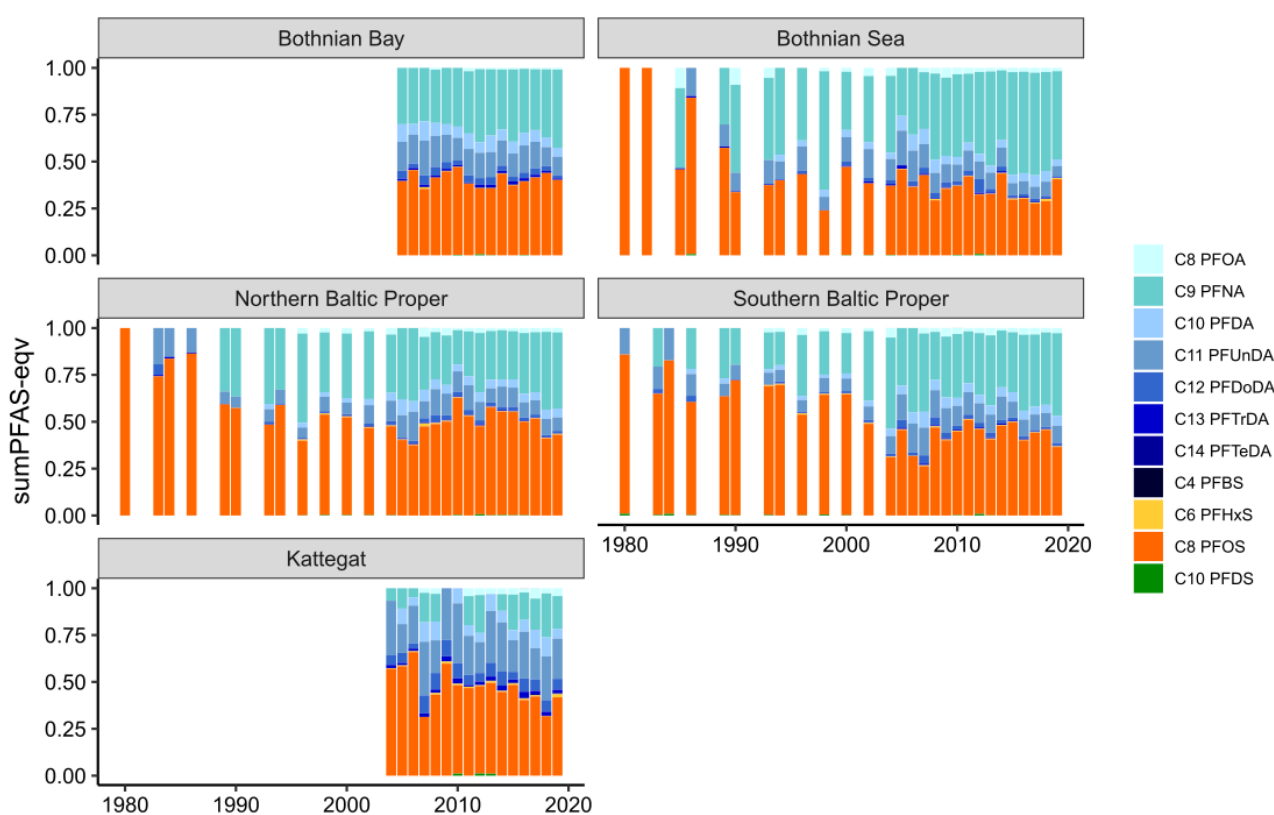 Bothnian Bay
Bothnian Sea
1.00
0.75
0.50
0.25
0.00
Northern Baltic Proper
Southern Baltic Proper
1.00
0.75
0.50
0.25
0.00
1980 1990 2000 2010 2020
Kattegat
1.00
0.75
0.50
0.25
0.00
1980 1990 2000 2010 2020
sumPFAS-eqv
C8 PFOA
C9 PFNA
C10 PFDA
C11 PFUnDA
C12 PFDoDA
C13 PFTrDA
C14 PFTeDA
C4 PFBS
C6 PFHxS
C8 PFOS
C10 PFDS